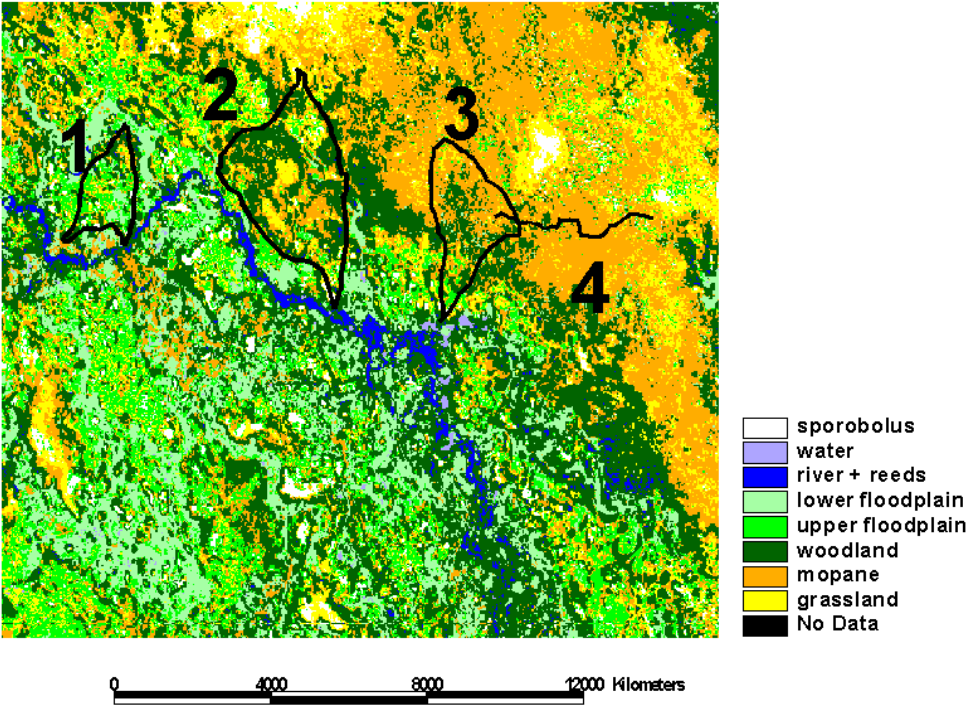 2
3
1
4
sporobolus
water
river + reeds
lower floodplain
upper floodplain
woodland
mopane
grassland
No Data
0 4000 8000 12000 Kilometers